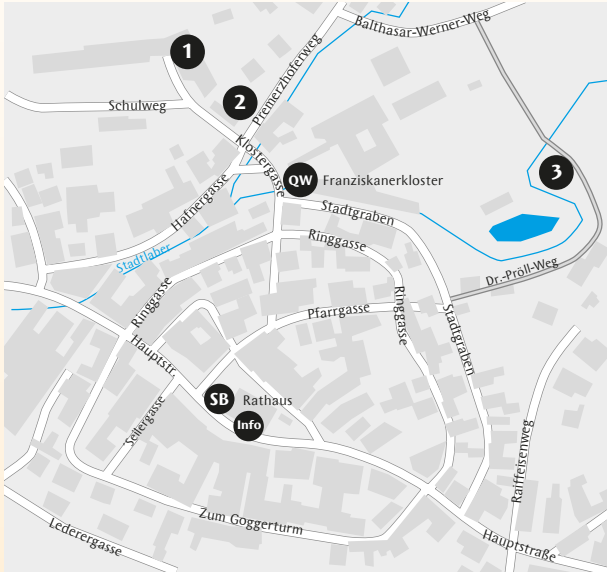 Balthasar-Werner-Weg
1
Premerzhoferweg
2
Schulweg
Klostergasse
3
QW Franziskanerkloster
Hafnergasse
Stadtgraben
Ringgasse
Stadtlaber
Dr.-Pröll-Weg
Ringgasse
Pfarrgasse
Ringgasse
Stadtgraben
Hauptstr.
SB Rathaus
Info
Seilergasse
Raiffeisenweg
Zum Goggerturm
Lederergasse
Hauptstraße